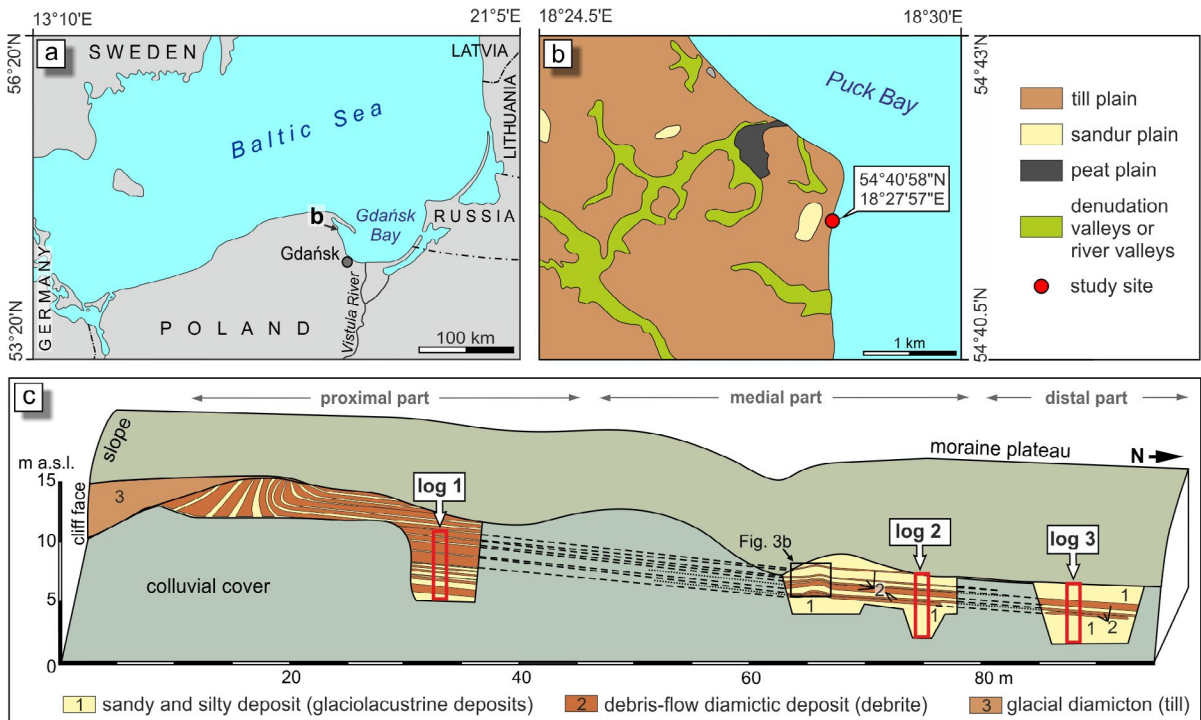 13°10'E
21°5'E
18°24.5'E
18°30'E
56°20'N
53°20'N
54°43'N
54°40.5'N
a
SWEDEN
LATVIA
LITHUANIA
Baltic Sea
b
Gdańsk
Bay
RUSSIA
Gdańsk
GERMANY
POLAND
Vistula River
100 km
b
Puck Bay
54°40'58"N
18°27'57"E
1 km
till plain
sandur plain
peat plain
denudation
valleys or
river valleys
study site
c
proximal part
medial part
distal part
slope
moraine plateau
N
m a.s.l.
15
10
5
0
cliff face
3
log 1
Fig. 3b
log 2
log 3
colluvial cover
1
2
1
1
1
2
20
40
60
80 m
1 sandy and silty deposit (glaciolacustrine deposits)
2 debris-flow diamictic deposit (debrite)
3 glacial diamicton (till)